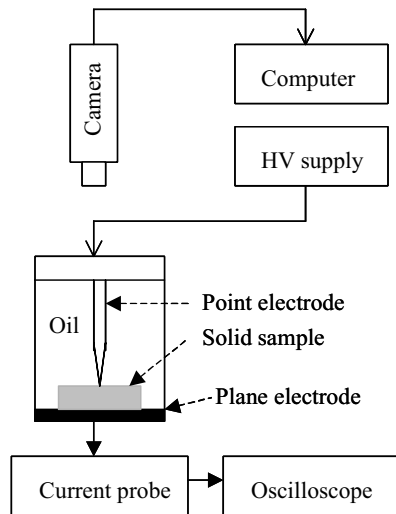 Camera
Computer
HV supply
Oil
Point electrode
Solid sample
Plane electrode
Current probe
Oscilloscope